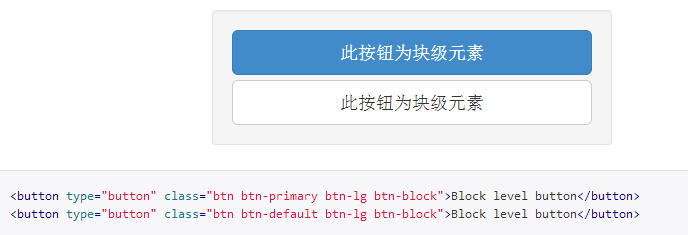 此按钮为块级元素
此按钮为块级元素
<button type="button" class="btn btn-primary btn-lg btn-block">Block level button</button>
<button type="button" class="btn btn-default btn-lg btn-block">Block level button</button>